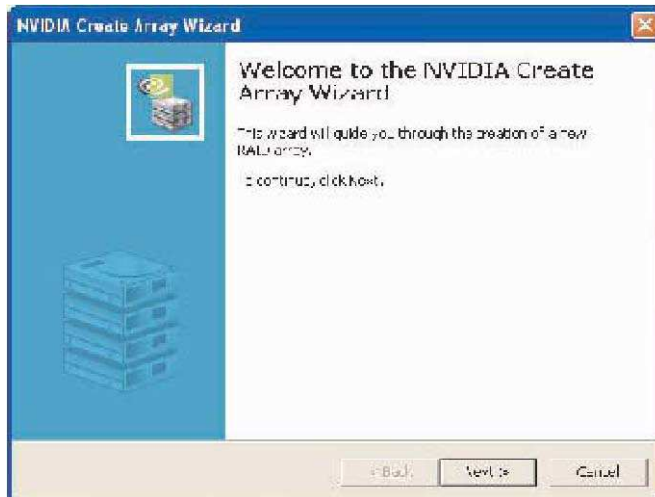 NVIDIA Create Array Wizard
Welcome to the NVIDIA Create
Array Wizard
This wizard will guide you through the creation of a new
RAID array.
To continue, click Next.
< Back
Next >
Cancel